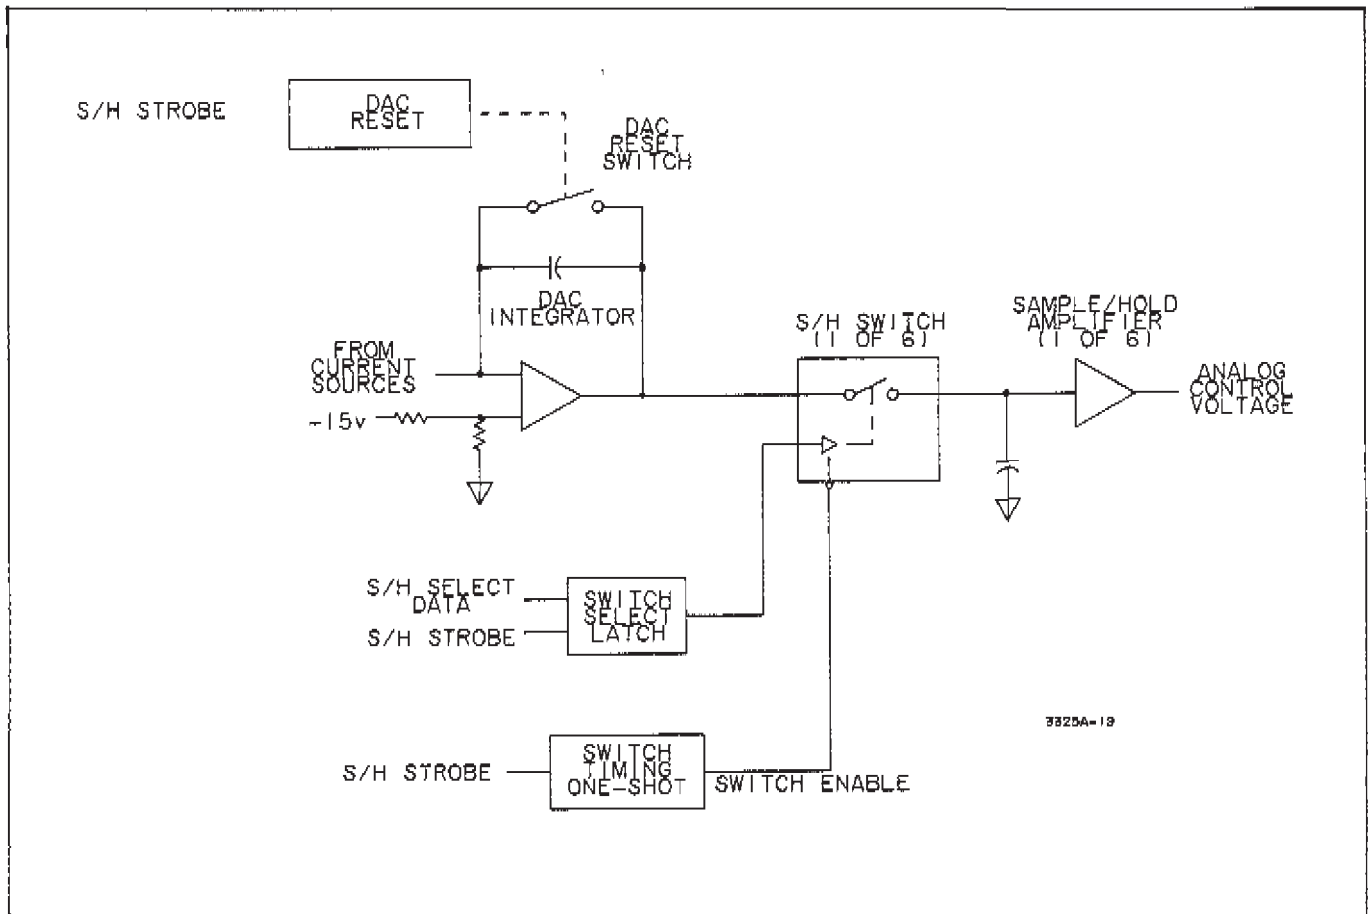 S/H STROBE
DAC
RESET
DAC
RESET
SWITCH
DAC
INTEGRATOR
FROM
CURRENT
SOURCES
-15v
S/H SWITCH
(1 OF 6)
SAMPLE/HOLD
AMPLIFIER
(1 OF 6)
ANALOG
CONTROL
VOLTAGE
S/H SELECT
DATA
S/H STROBE
SWITCH
SELECT
LATCH
3325A-19
S/H STROBE
SWITCH
TIMING
ONE-SHOT
SWITCH ENABLE